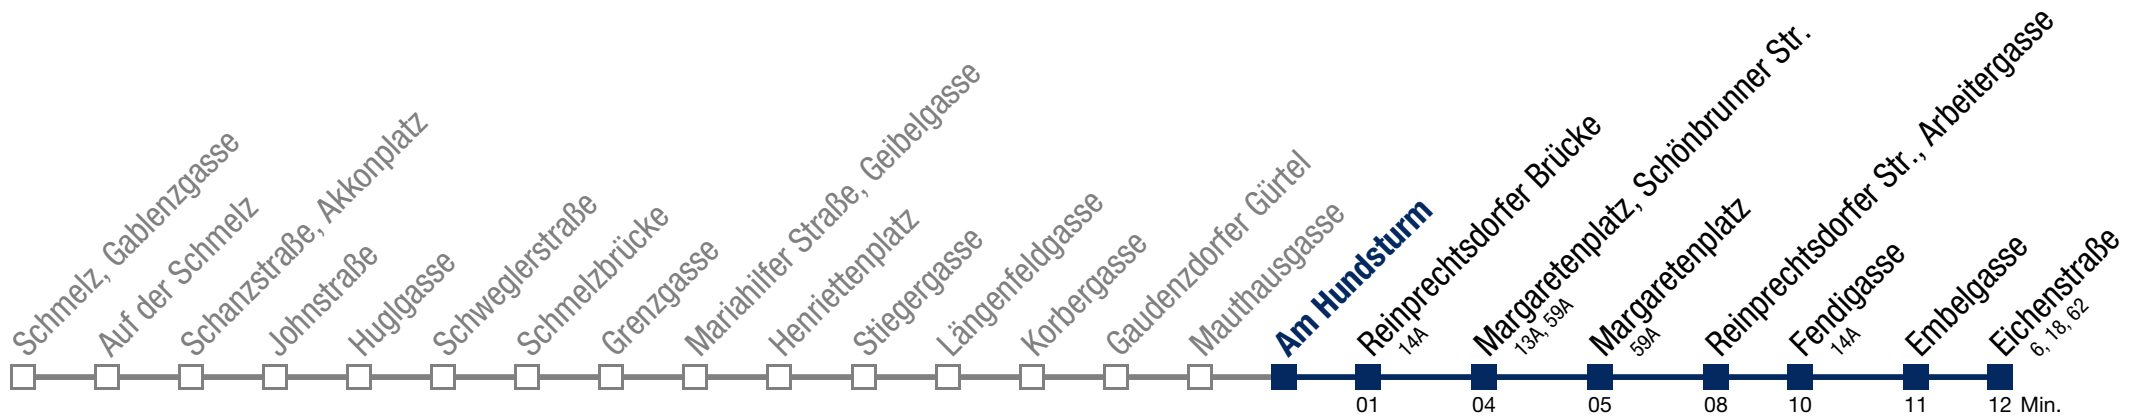 Schmelz, Gablenzgasse
Auf der Schmelz
Schanzstraße, Akkonplatz
Johnstraße
Huglgasse
Schweglerstraße
Schmelzbrücke
Grenzgasse
Mariahilfer Straße, Geibelgasse
Henriettenplatz
Stiegergasse
Längenfeldgasse
Korbergasse
Gaudenzdorfer Gürtel
Mauthausgasse
Am Hundsturm
Reinprechtsdorfer Brücke
14A
Margaretenplatz, Schönbrunner Str.
13A, 59A
Margaretenplatz
59A
Reinprechtsdorfer Str., Arbeitergasse
Fendigasse
14A
Embelgasse
Eichenstraße
6, 18, 62
01 04 05 08 10 11 12 Min.